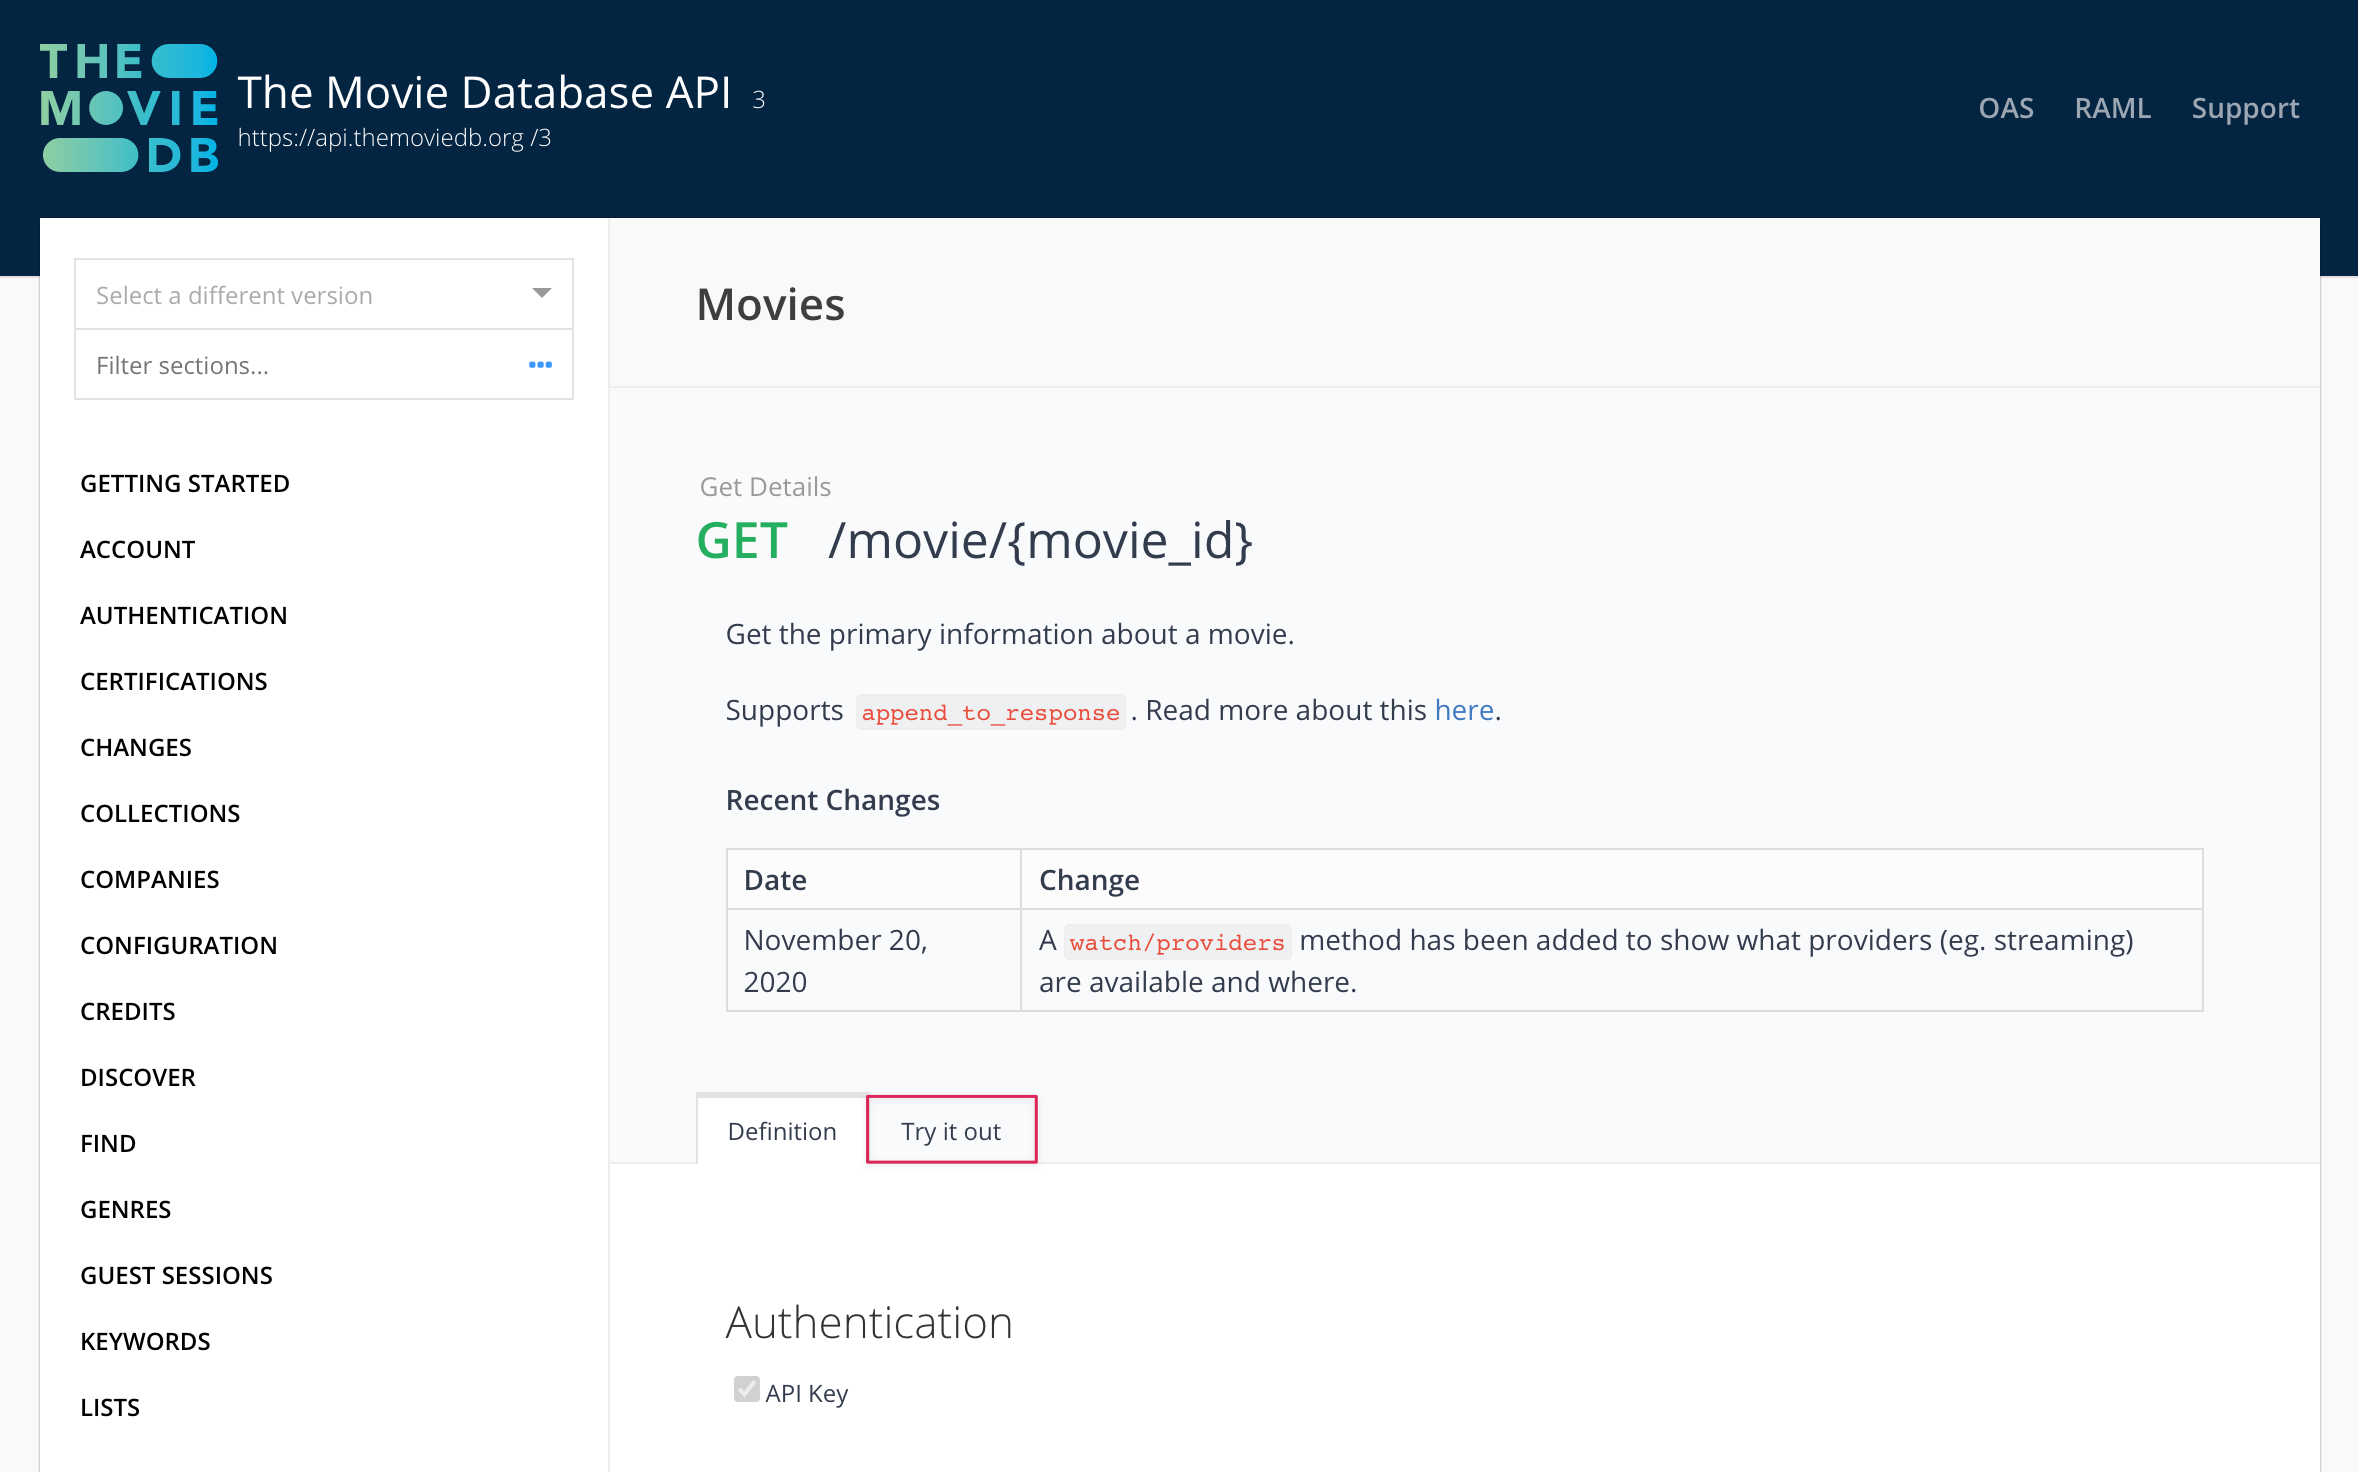 THE
MOVIE
DB
The Movie Database API 3
https://api.themoviedb.org /3
OAS RAML Support
Select a different version
Filter sections...
GETTING STARTED
ACCOUNT
AUTHENTICATION
CERTIFICATIONS
CHANGES
COLLECTIONS
COMPANIES
CONFIGURATION
CREDITS
DISCOVER
FIND
GENRES
GUEST SESSIONS
KEYWORDS
LISTS
Movies
Get Details
GET /movie/{movie_id}
Get the primary information about a movie.
Supports append_to_response. Read more about this here.
Recent Changes
Date Change
November 20,
2020
A watch/providers method has been added to show what providers (eg. streaming)
are available and where.
Definition Try it out
Authentication
API Key